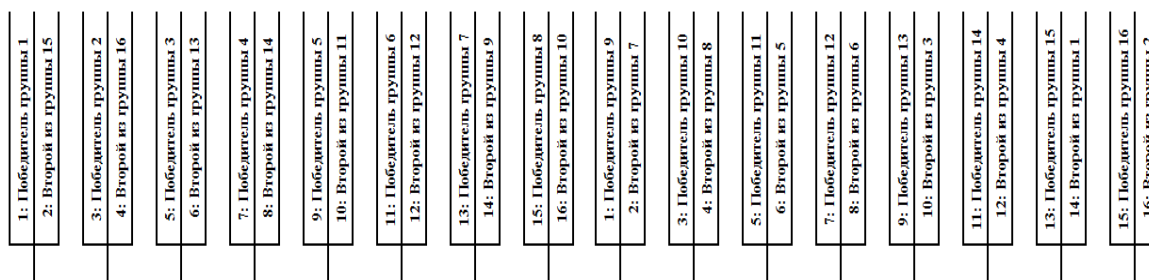 1: Победитель группы 1
2: Второй из группы 15
3: Победитель группы 2
4: Второй из группы 16
5: Победитель группы 3
6: Второй из группы 13
7: Победитель группы 4
8: Второй из группы 14
9: Победитель группы 5
10: Второй из группы 11
11: Победитель группы 6
12: Второй из группы 12
13: Победитель группы 7
14: Второй из группы 9
15: Победитель группы 8
16: Второй из группы 10
1: Победитель группы 9
2: Второй из группы 7
3: Победитель группы 10
4: Второй из группы 8
5: Победитель группы 11
6: Второй из группы 5
7: Победитель группы 12
8: Второй из группы 6
9: Победитель группы 13
10: Второй из группы 3
11: Победитель группы 14
12: Второй из группы 4
13: Победитель группы 15
14: Второй из группы 1
15: Победитель группы 16
16: Второй из группы 2